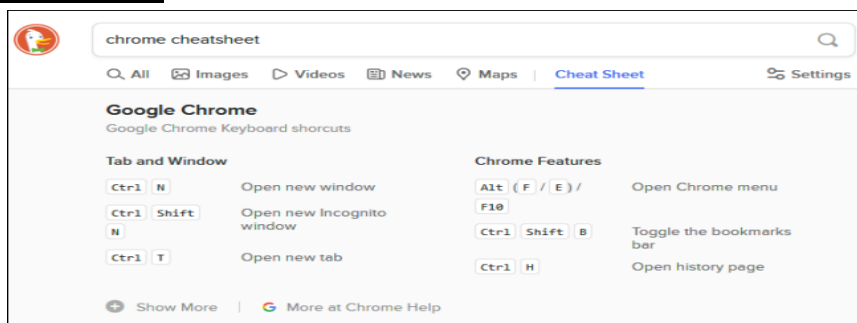 chrome cheatsheet
All Images Videos News Maps | Cheat Sheet Settings
Google Chrome
Google Chrome Keyboard shorcuts
Tab and Window
Ctrl N Open new window
Ctrl Shift N Open new Incognito
window
Ctrl T Open new tab
Chrome Features
Alt ( F / E ) / F10 Open Chrome menu
Ctrl Shift B Toggle the bookmarks
bar
Ctrl H Open history page
Show More | More at Chrome Help